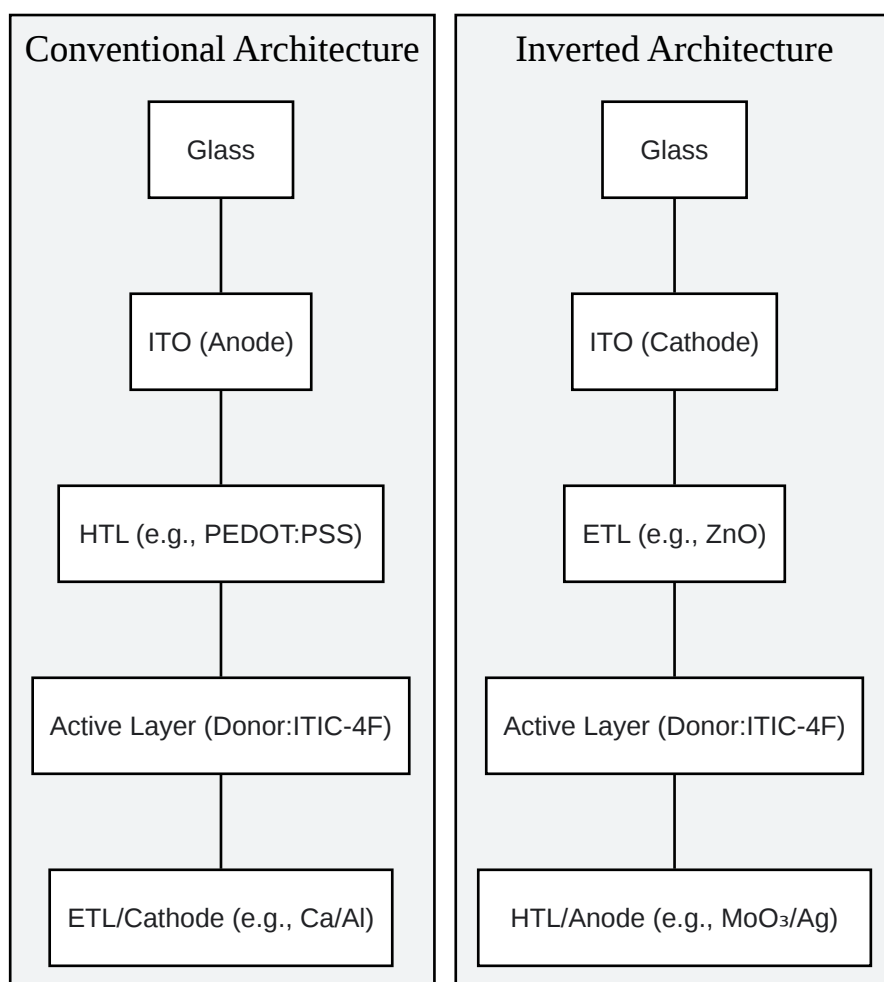 Conventional Architecture
Glass
ITO (Anode)
HTL (e.g., PEDOT:PSS)
Active Layer (Donor:ITIC-4F)
ETL/Cathode (e.g., Ca/Al)
Inverted Architecture
Glass
ITO (Cathode)
ETL (e.g., ZnO)
Active Layer (Donor:ITIC-4F)
HTL/Anode (e.g., MoO₃/Ag)